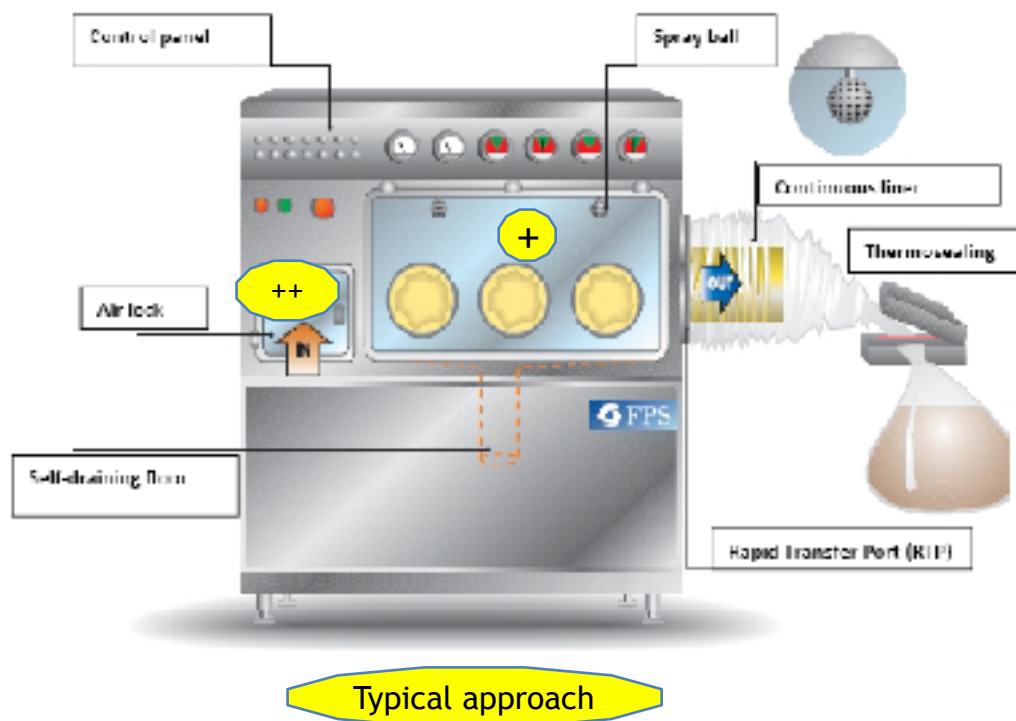 Control panel
Spray ball
Continuous liner
Thermosealing
++
+
OUT
Air lock
IN
FPS
Self-draining floor
Rapid Transfer Port (RTP)
Typical approach